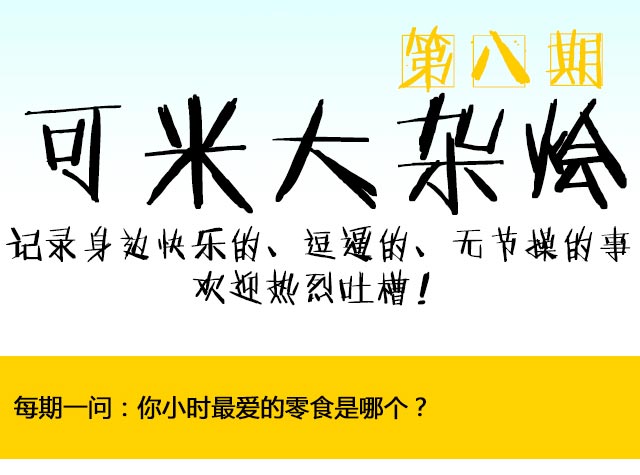 第八期
可米大杂烩
记录身边快乐的、逗逼的、无节操的事
欢迎热烈吐槽！
每期一问：你小时最爱的零食是哪个？